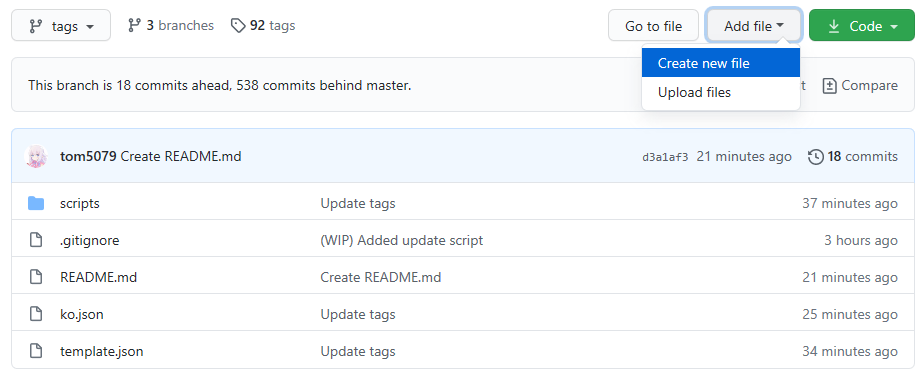 tags 3 branches 92 tags Go to file Add file Code
Create new file
This branch is 18 commits ahead, 538 commits behind master. t Compare
Upload files
tom5079 Create README.md d3a1af3 21 minutes ago 18 commits
scripts Update tags 37 minutes ago
.gitignore (WIP) Added update script 3 hours ago
README.md Create README.md 21 minutes ago
ko.json Update tags 25 minutes ago
template.json Update tags 34 minutes ago